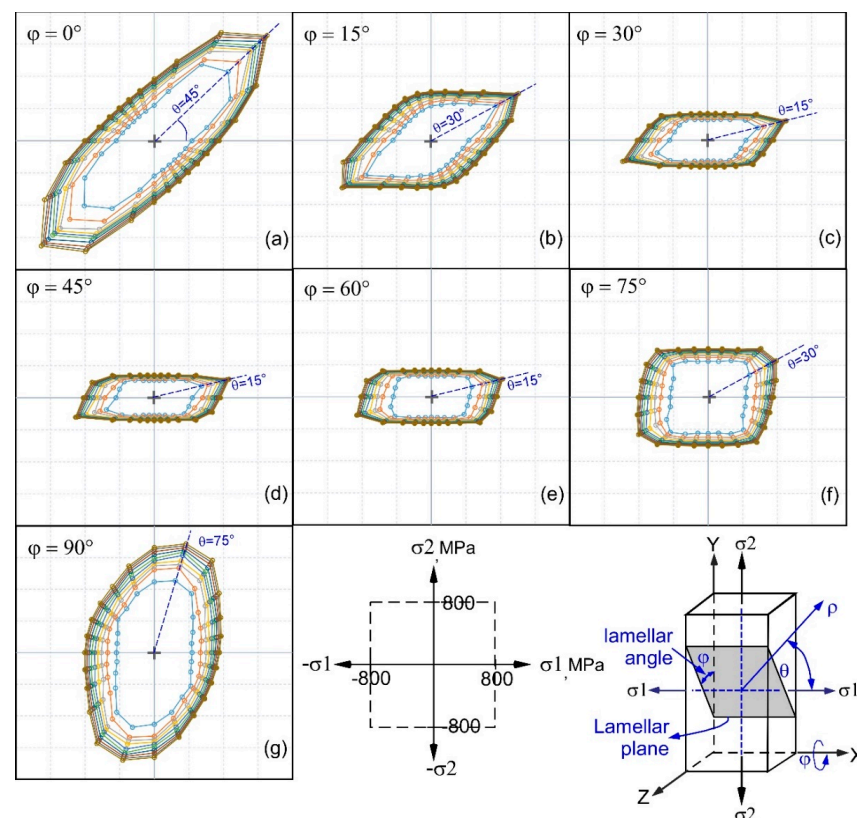 φ = 0°
θ=45°
(a)
φ = 15°
θ=30°
(b)
φ = 30°
θ=15°
(c)
φ = 45°
θ=15°
(d)
φ = 60°
θ=15°
(e)
φ = 75°
θ=30°
(f)
φ = 90°
θ=75°
(g)
σ2, MPa
800
-σ1
σ1, MPa
-800
800
-800
-σ2
Y
σ2
ρ
lamellar
angle
φ
θ
σ1
σ1
Lamellar
plane
φ
X
Z
σ2